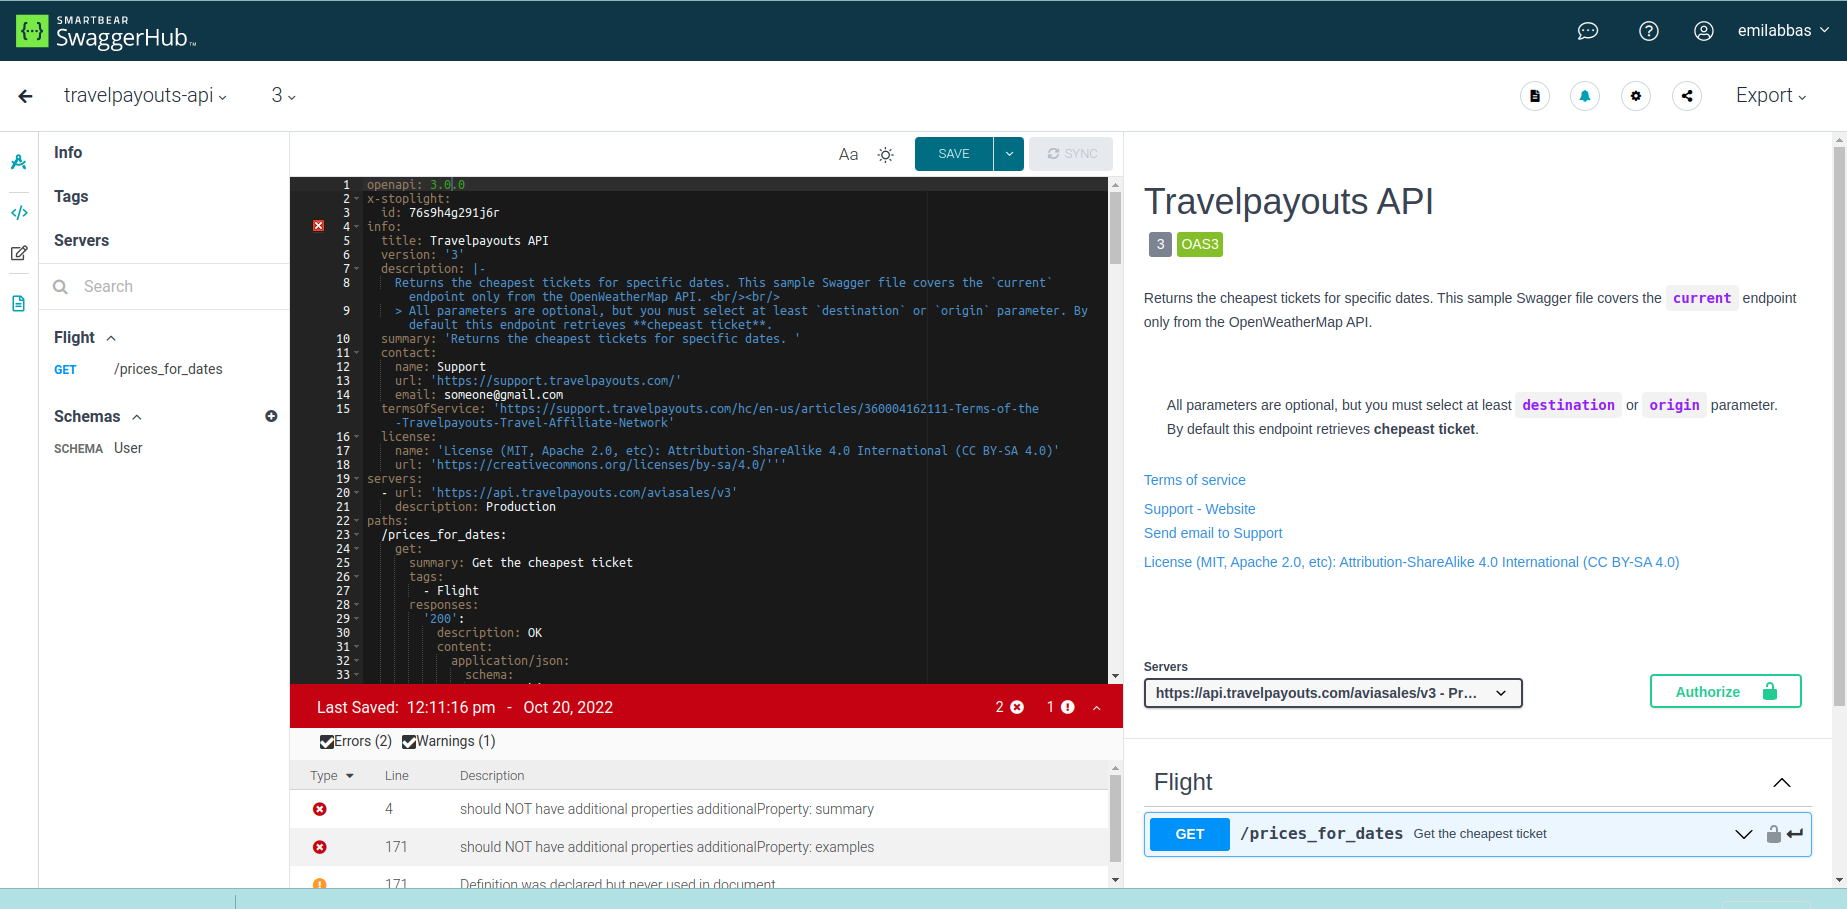 SMARTBEAR
SwaggerHub™
emilabbas
travelpayouts-api
3
Export
Info
Tags
Servers
Search
Flight
GET /prices_for_dates
Schemas
SCHEMA User
Aa
SAVE
SYNC
1 openapi: 3.0.0
2 x-stoplight:
3 id: 76s9h4g291j6r
4 info:
5 title: Travelpayouts API
6 version: '3'
7 description: |-
8 Returns the cheapest tickets for specific dates. This sample Swagger file covers the `current`
endpoint only from the OpenWeatherMap API. <br/><br/>
9 > All parameters are optional, but you must select at least `destination` or `origin` parameter. By
default this endpoint retrieves **chepeast ticket**.
10 summary: 'Returns the cheapest tickets for specific dates. '
11 contact:
12 name: Support
13 url: 'https://support.travelpayouts.com/'
14 email: someone@gmail.com
15 termsOfService: 'https://support.travelpayouts.com/hc/en-us/articles/360004162111-Terms-of-the
-Travelpayouts-Travel-Affiliate-Network'
16 license:
17 name: 'License (MIT, Apache 2.0, etc): Attribution-ShareAlike 4.0 International (CC BY-SA 4.0)'
18 url: 'https://creativecommons.org/licenses/by-sa/4.0/'''
19 servers:
20 - url: 'https://api.travelpayouts.com/aviasales/v3'
21 description: Production
22 paths:
23 /prices_for_dates:
24 get:
25 summary: Get the cheapest ticket
26 tags:
27 - Flight
28 responses:
29 '200':
30 description: OK
31 content:
32 application/json:
33 schema:
Last Saved: 12:11:16 pm - Oct 20, 2022
2
1
Errors (2) Warnings (1)
Type Line Description
4 should NOT have additional properties additionalProperty: summary
171 should NOT have additional properties additionalProperty: examples
171 Definition was declared but never used in document
Travelpayouts API
3 OAS3
Returns the cheapest tickets for specific dates. This sample Swagger file covers the current endpoint
only from the OpenWeatherMap API.
All parameters are optional, but you must select at least destination or origin parameter.
By default this endpoint retrieves chepeast ticket.
Terms of service
Support - Website
Send email to Support
License (MIT, Apache 2.0, etc): Attribution-ShareAlike 4.0 International (CC BY-SA 4.0)
Servers
https://api.travelpayouts.com/aviasales/v3 - Pr...
Authorize
Flight
GET /prices_for_dates Get the cheapest ticket